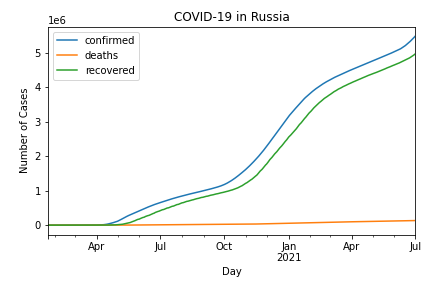 COVID-19 in Russia
1e6
confirmed
deaths
recovered
5
4
3
2
1
0
Number of Cases
Apr Jul Oct Jan Apr Jul
2021
Day